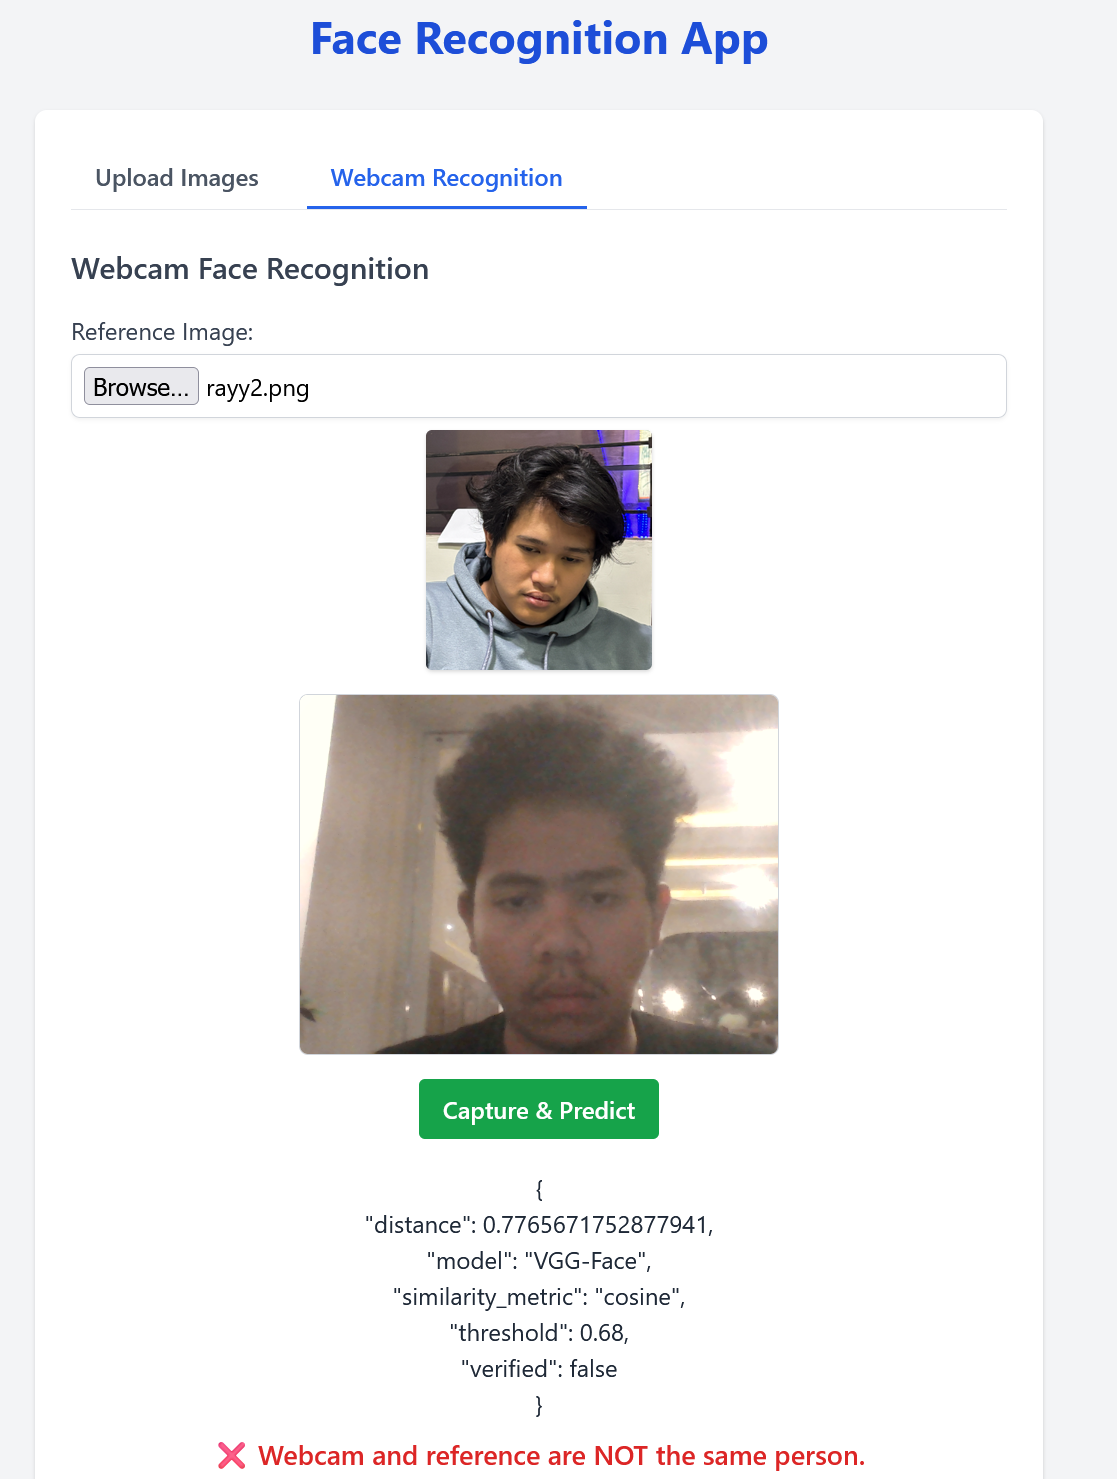 Face Recognition App
Upload Images
Webcam Recognition
Webcam Face Recognition
Reference Image:
Browse... rayy2.png
Capture & Predict
{
"distance": 0.7765671752877941,
"model": "VGG-Face",
"similarity_metric": "cosine",
"threshold": 0.68,
"verified": false
}
❌ Webcam and reference are NOT the same person.